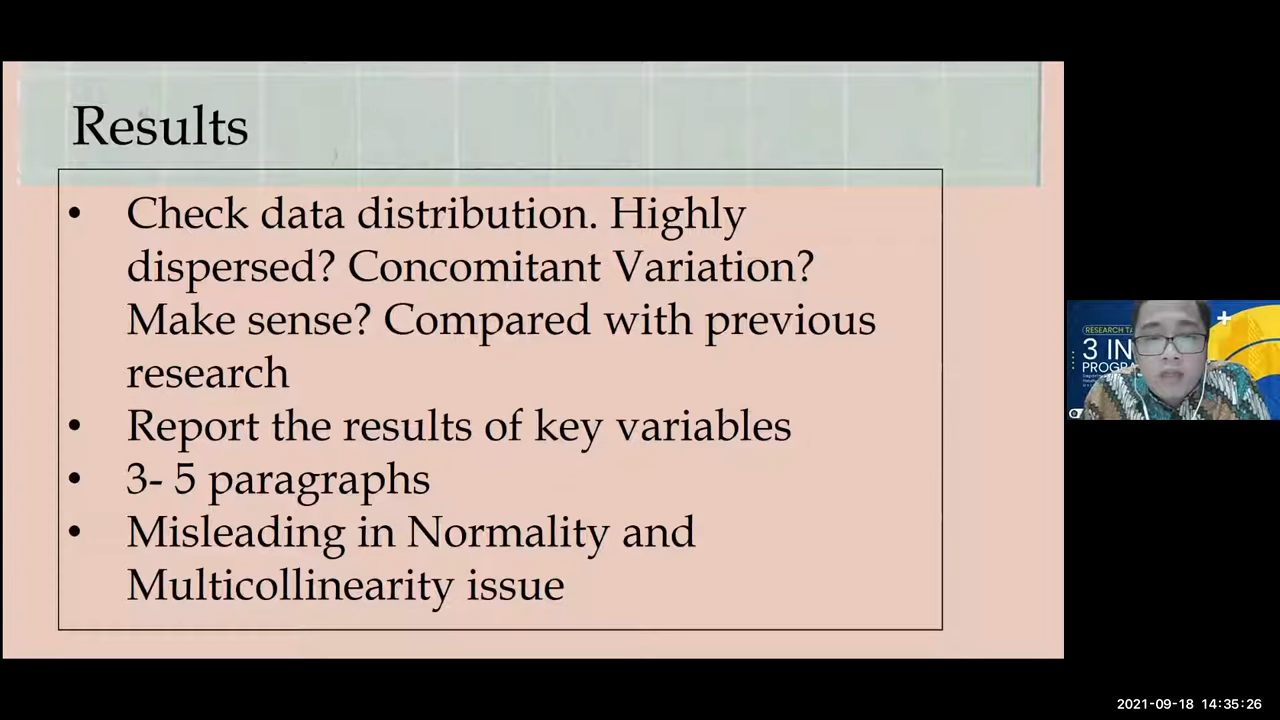 Results
• Check data distribution. Highly
dispersed? Concomitant Variation?
Make sense? Compared with previous
research
• Report the results of key variables
• 3- 5 paragraphs
• Misleading in Normality and
Multicollinearity issue
RESEARCH
3 IN
2021-09-18 14:35:26